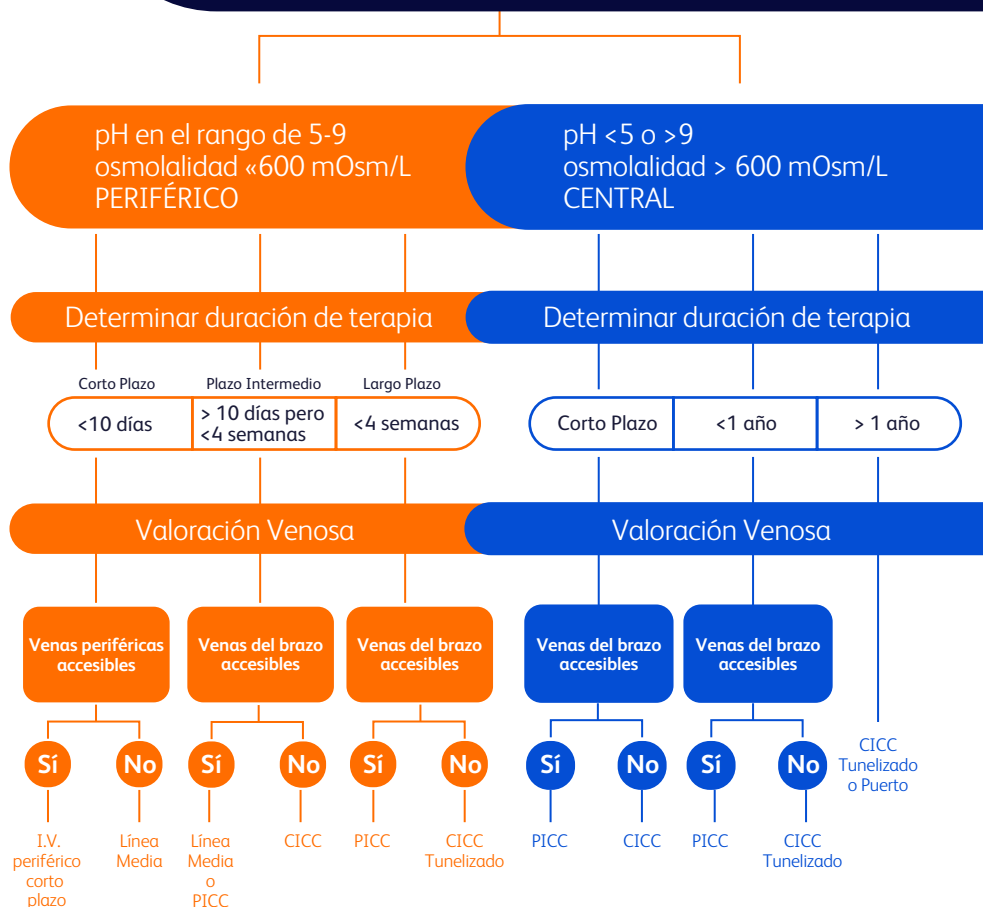 pH en el rango de 5-9
osmolalidad «600 mOsm/L
PERIFÉRICO
pH <5 o >9
osmolalidad > 600 mOsm/L
CENTRAL
Determinar duración de terapia
Determinar duración de terapia
Corto Plazo
Plazo Intermedio
Largo Plazo
<10 días
> 10 días pero
<4 semanas
<4 semanas
Corto Plazo
<1 año
> 1 año
Valoración Venosa
Valoración Venosa
Venas periféricas
accesibles
Venas del brazo
accesibles
Venas del brazo
accesibles
Venas del brazo
accesibles
Venas del brazo
accesibles
Sí
No
Sí
No
Sí
No
Sí
No
Sí
No
CICC
Tunelizado
o Puerto
I.V.
periférico
corto
plazo
Línea
Media
Línea
Media
o
PICC
CICC
PICC
CICC
Tunelizado
PICC
CICC
PICC
CICC
Tunelizado